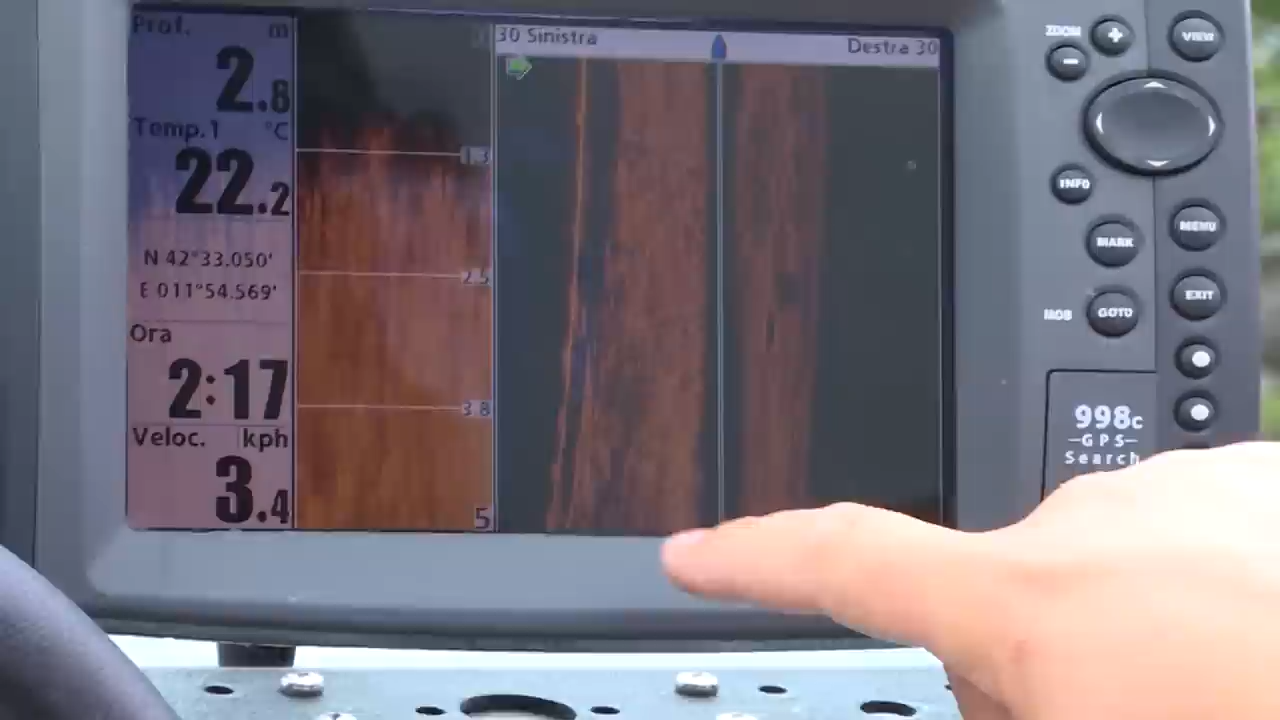 Prof. m
2.8
Temp.1 °C
22.2
N 42°33.050'
E 011°54.569'
Ora
2:17
Veloc. kph
3.4
1.3
2.5
3.8
5
30 Sinistra
Destra 30
ZOOM
+
-
VIEW
INFO
MARK
MENU
MOB
GOTO
EXIT
998c
-GPS-
Search